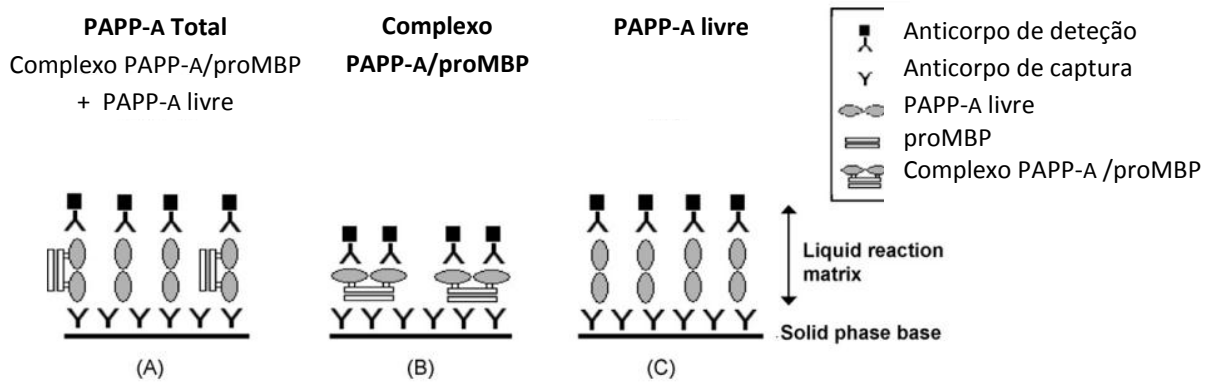 PAPP-A Total
Complexo PAPP-A/proMBP
+ PAPP-A livre
Complexo
PAPP-A/proMBP
PAPP-A livre
Anticorpo de deteção
Anticorpo de captura
PAPP-A livre
proMBP
Complexo PAPP-A /proMBP
Liquid reaction
matrix
Solid phase base
(A)
(B)
(C)